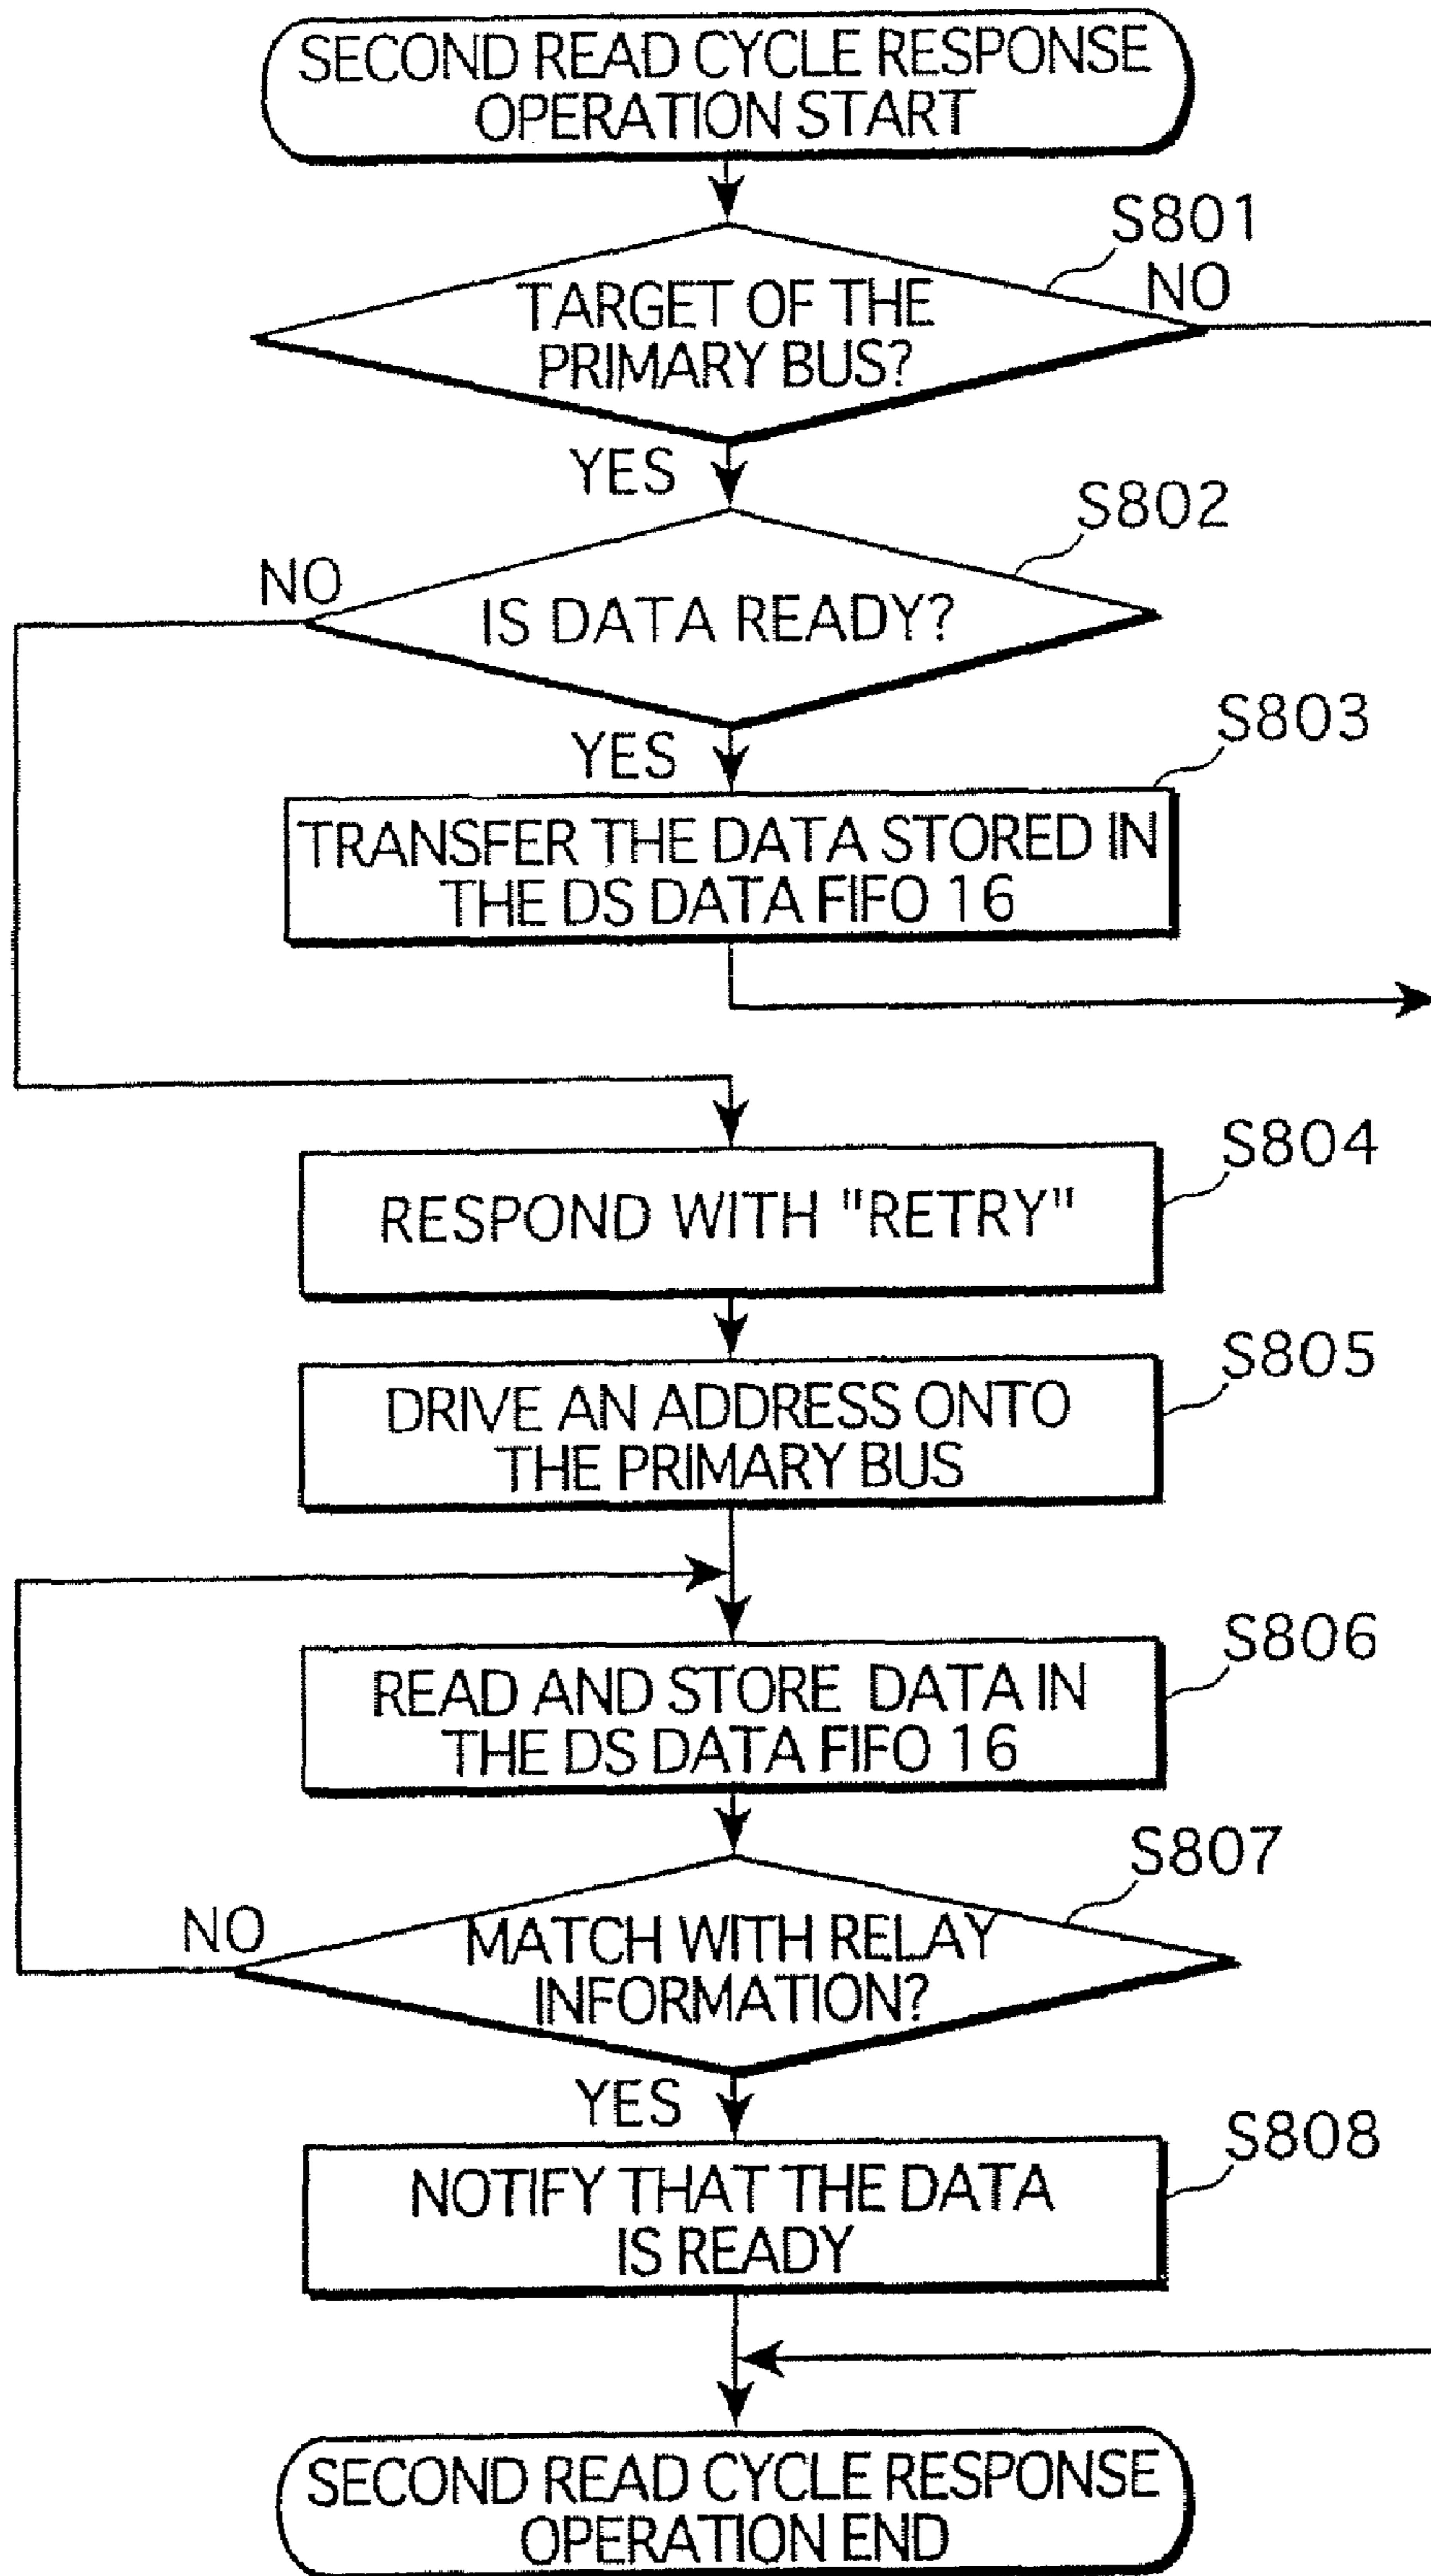 SECOND READ CYCLE RESPONSE
OPERATION START
S801
NO
TARGET OF THE
PRIMARY BUS?
YES
S802
NO
IS DATA READY?
S803
YES
TRANSFER THE DATA STORED IN
THE DS DATA FIFO 16
S804
RESPOND WITH "RETRY"
S805
DRIVE AN ADDRESS ONTO
THE PRIMARY BUS
S806
READ AND STORE DATA IN
THE DS DATA FIFO 16
S807
NO
MATCH WITH RELAY
INFORMATION?
YES
S808
NOTIFY THAT THE DATA
IS READY
SECOND READ CYCLE RESPONSE
OPERATION END